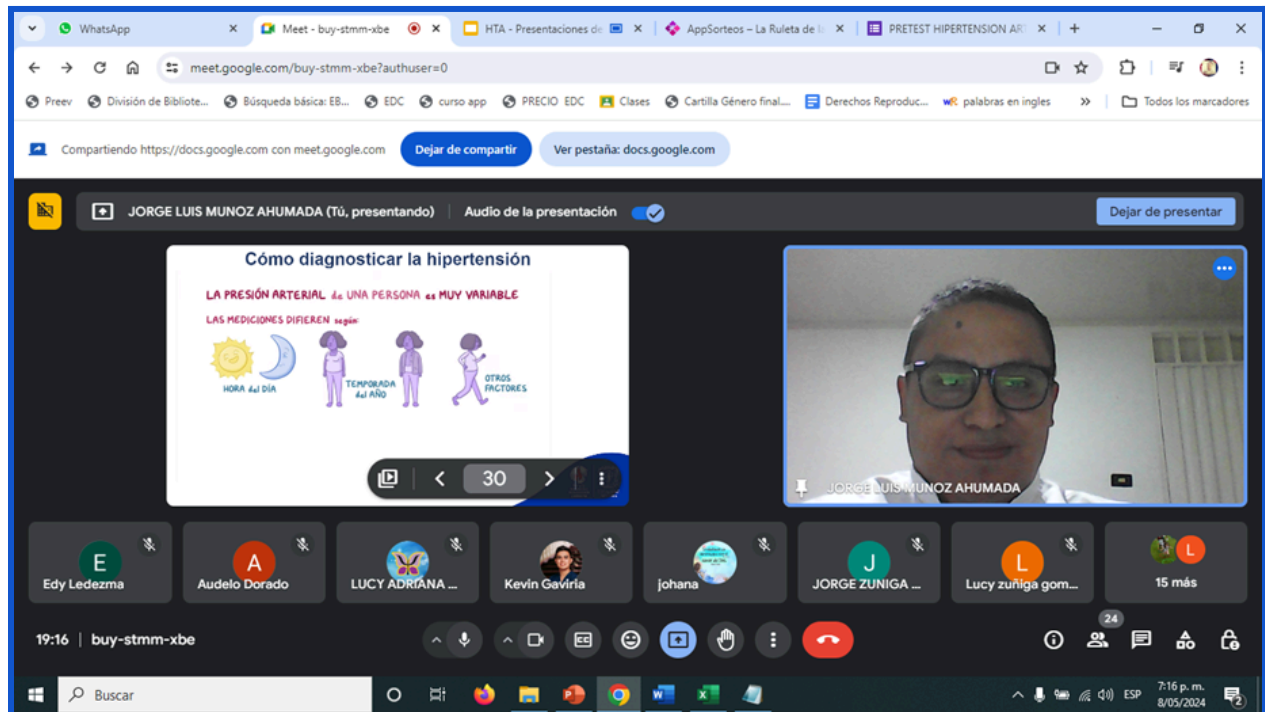 WhatsApp
Meet - buy-stmm-xbe
HTA - Presentaciones de
AppSorteos – La Ruleta de
PRETEST HIPERTENSION AR
meet.google.com/buy-stmm-xbe?authuser=0
Preev
División de Bibliote...
Búsqueda básica: EB...
EDC
curso app
PRECIO EDC
Clases
Cartilla Género final....
Derechos Reproduc...
palabras en ingles
Todos los marcadores
Compartiendo https://docs.google.com con meet.google.com
Dejar de compartir
Ver pestaña: docs.google.com
JORGE LUIS MUNOZ AHUMADA (Tú, presentando)
Audio de la presentación
Dejar de presentar
Cómo diagnosticar la hipertensión
LA PRESIÓN ARTERIAL de UNA PERSONA es MUY VARIABLE
LAS MEDICIONES DIFIEREN según:
HORA del DÍA
TEMPORADA
del AÑO
OTROS
FACTORES
30
JORGE LUIS MUNOZ AHUMADA
E
Edy Ledezma
A
Audelo Dorado
LUCY ADRIANA ...
Kevin Gaviria
johana
J
JORGE ZUNIGA ...
L
Lucy zuñiga gom...
L
15 más
19:16 | buy-stmm-xbe
24
Buscar
ESP
7:16 p. m.
8/05/2024
2